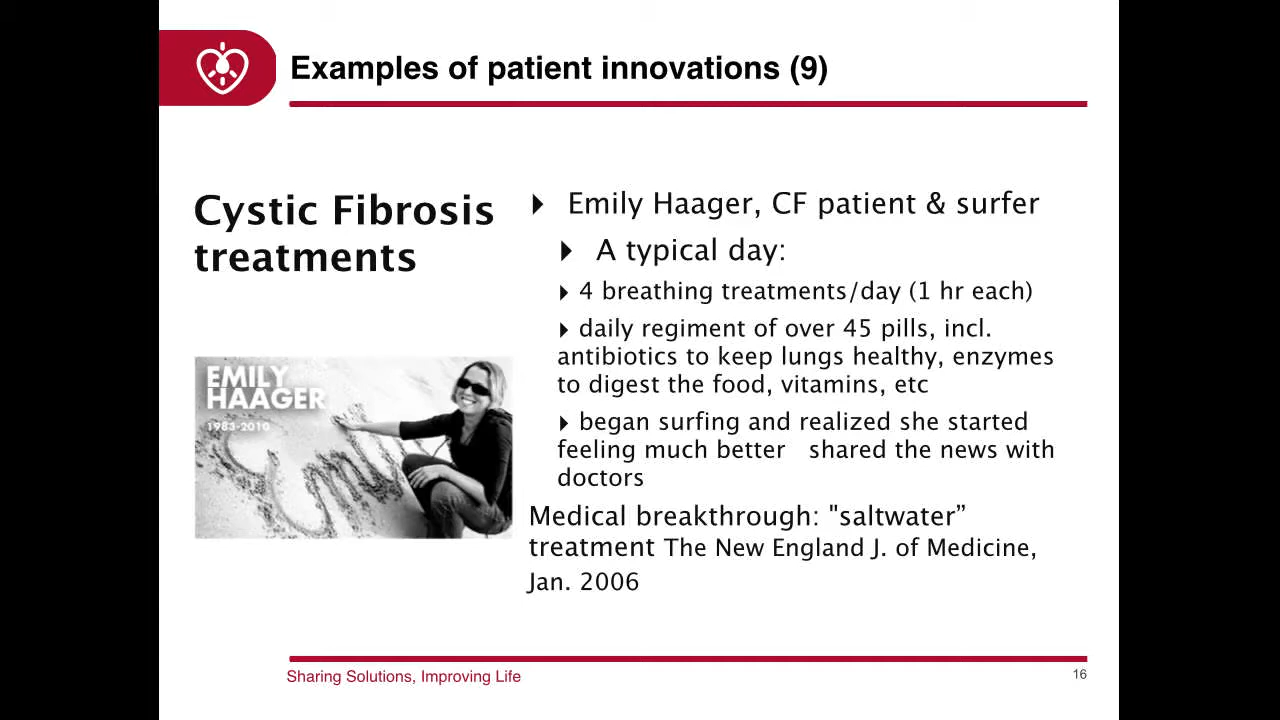 Examples of patient innovations (9)
Cystic Fibrosis
treatments
EMILY
HAAGER
1983-2010
Emily
Emily Haager, CF patient & surfer
A typical day:
4 breathing treatments/day (1 hr each)
daily regiment of over 45 pills, incl.
antibiotics to keep lungs healthy, enzymes
to digest the food, vitamins, etc
began surfing and realized she started
feeling much better   shared the news with
doctors
Medical breakthrough: "saltwater”
treatment The New England J. of Medicine,
Jan. 2006
Sharing Solutions, Improving Life
16